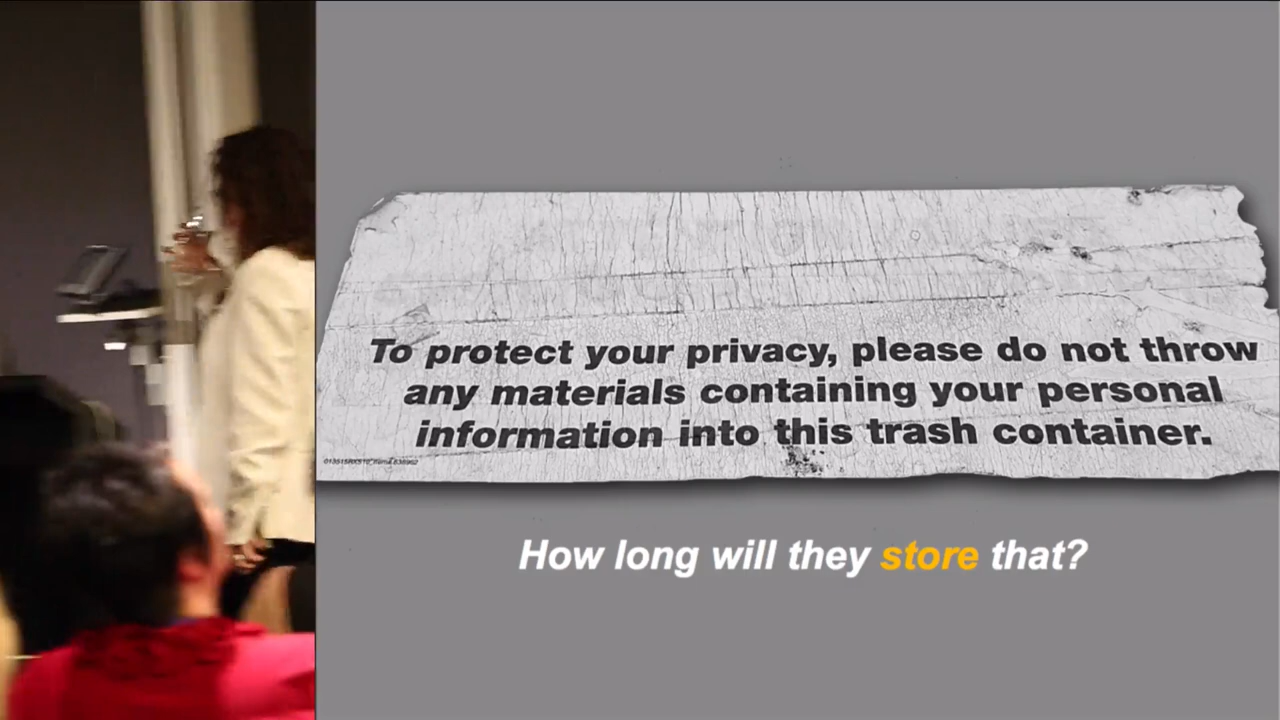 To protect your privacy, please do not throw
any materials containing your personal
information into this trash container.
How long will they store that?